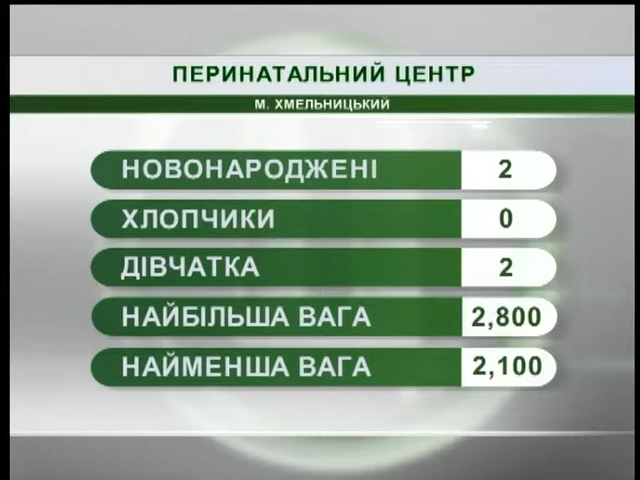 ПЕРИНАТАЛЬНИЙ ЦЕНТР
М. ХМЕЛЬНИЦЬКИЙ
НОВОНАРОДЖЕНІ 2
ХЛОПЧИКИ 0
ДІВЧАТКА 2
НАЙБІЛЬША ВАГА 2,800
НАЙМЕНША ВАГА 2,100